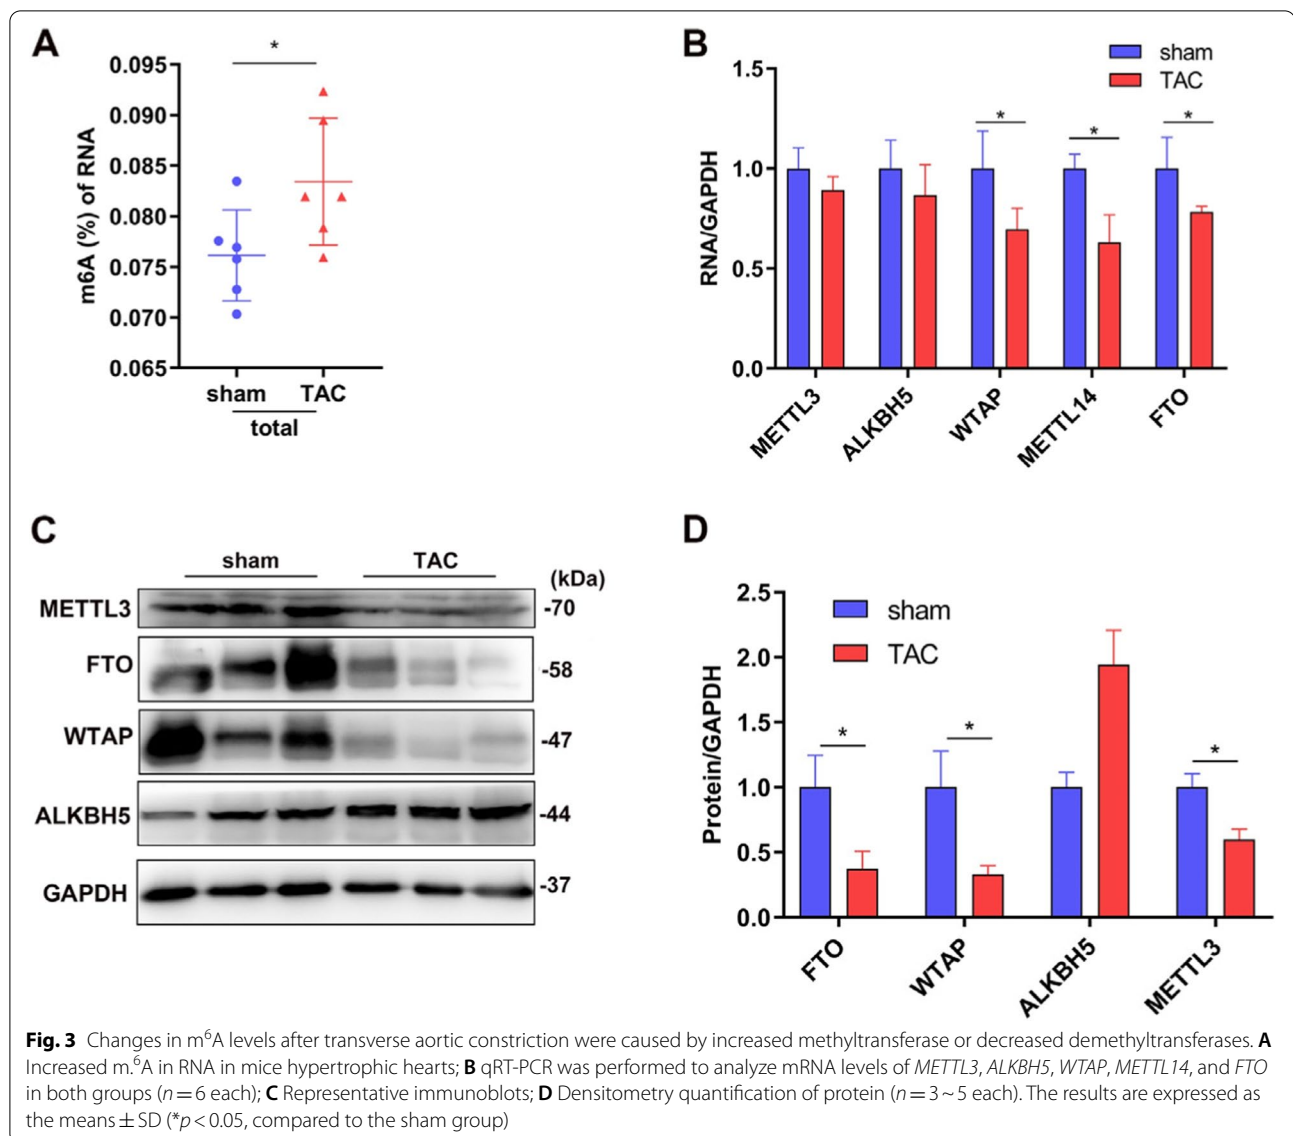 A
*
0.095
0.090
0.085
0.080
0.075
0.070
0.065
m6A (%) of RNA
sham TAC
total
B
sham
TAC
1.5
1.0
0.5
0.0
RNA/GAPDH
* * *
METTL3 ALKBH5 WTAP METTL14 FTO
C
sham TAC
(kDa)
METTL3 -70
FTO -58
WTAP -47
ALKBH5 -44
GAPDH -37
D
sham
TAC
2.5
2.0
1.5
1.0
0.5
0.0
Protein/GAPDH
* * *
FTO WTAP ALKBH5 METTL3
Fig. 3 Changes in m⁶A levels after transverse aortic constriction were caused by increased methyltransferase or decreased demethyltransferases. A
Increased m.⁶A in RNA in mice hypertrophic hearts; B qRT-PCR was performed to analyze mRNA levels of METTL3, ALKBH5, WTAP, METTL14, and FTO
in both groups (n = 6 each); C Representative immunoblots; D Densitometry quantification of protein (n = 3 ~ 5 each). The results are expressed as
the means ± SD (*p < 0.05, compared to the sham group)